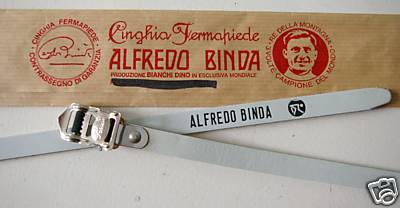 CINGHIA FERMAPIEDE
CONTRASSEGNO DI GARANZIA
Cinghia Fermapiede
ALFREDO BINDA
PRODUZIONE BIANCHI DINO IN ESCLUSIVA MONDIALE
RE DELLA MONTAGNA
E CAMPIONE DEL MONDO
ALFREDO BINDA
ebY